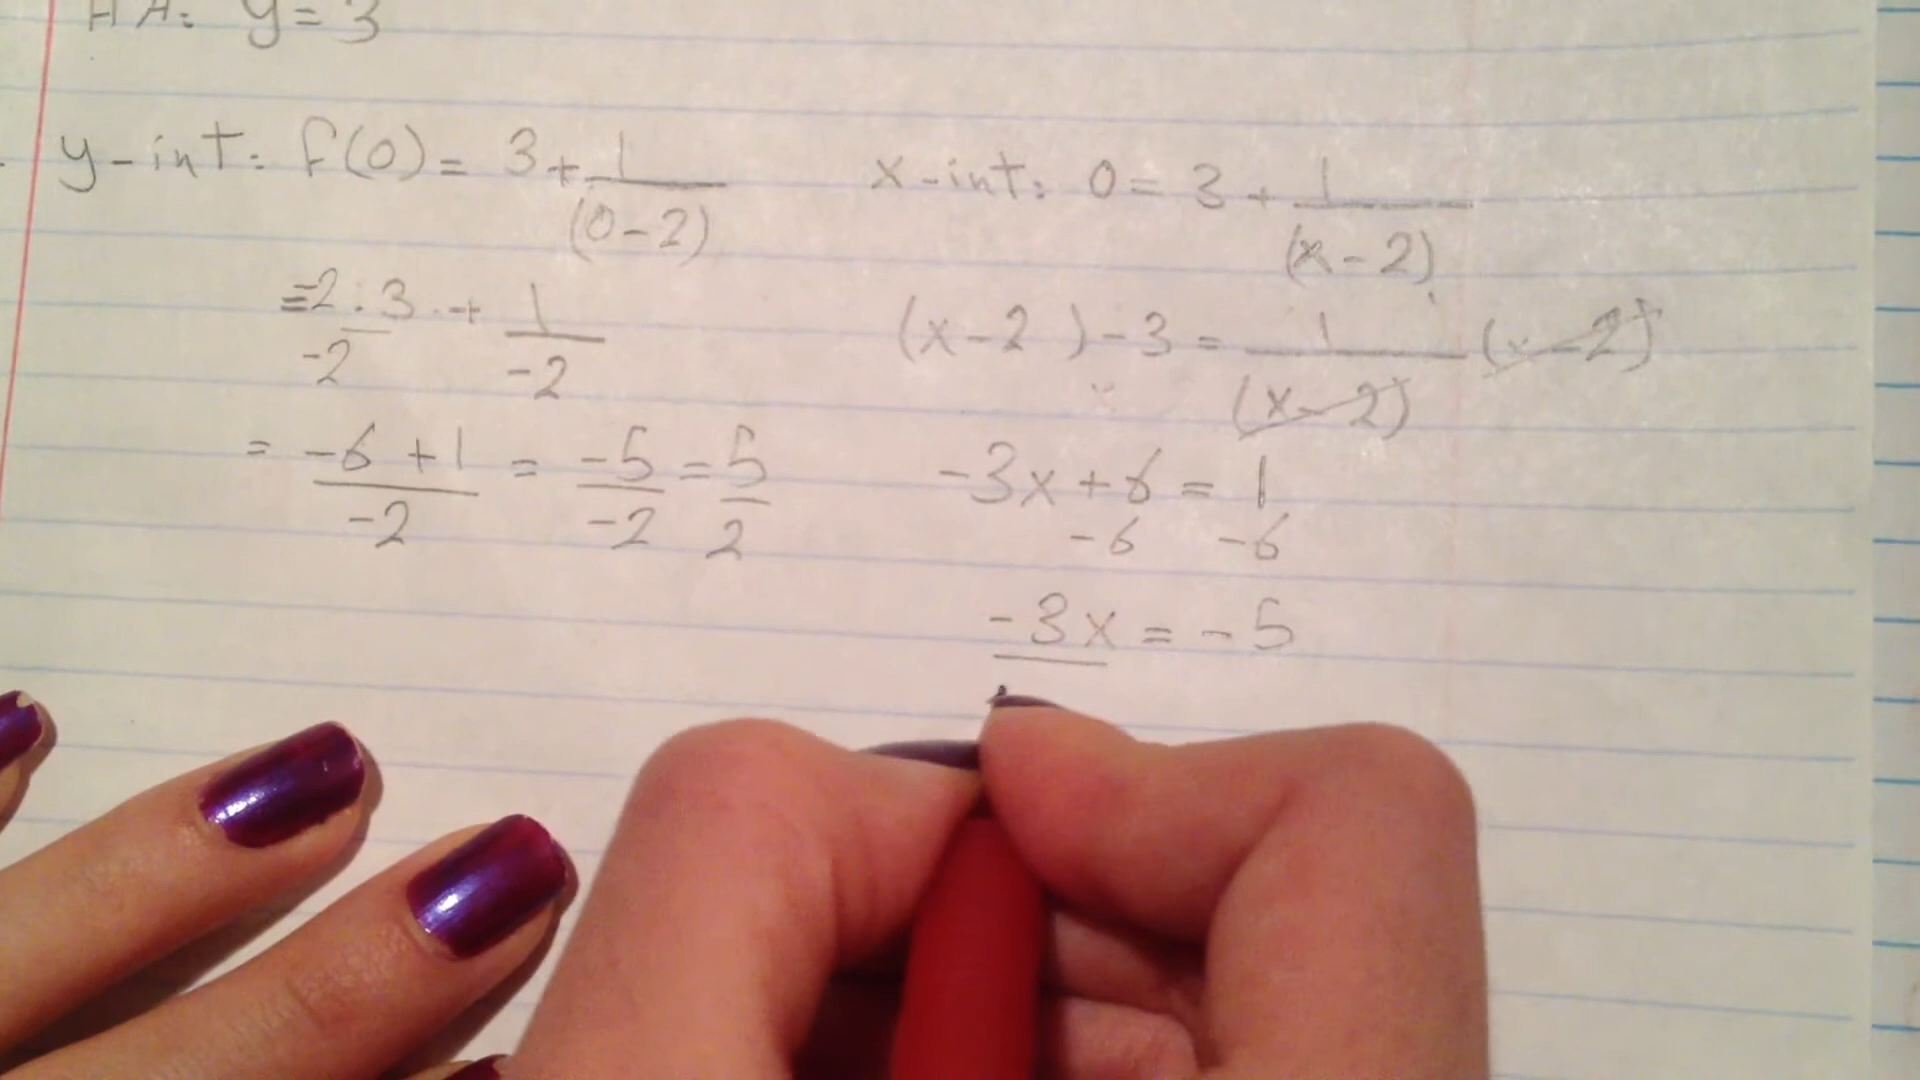 HA: y = 3
y-int: f(0) = 3 + 1/(0-2)
= -2·3/-2 + 1/-2
= -6+1/-2 = -5/-2 = 5/2
x-int: 0 = 3 + 1/(x-2)
(x-2)-3 = 1/(x-2) (x-2)
-3x+6 = 1
-6 -6
-3x = -5